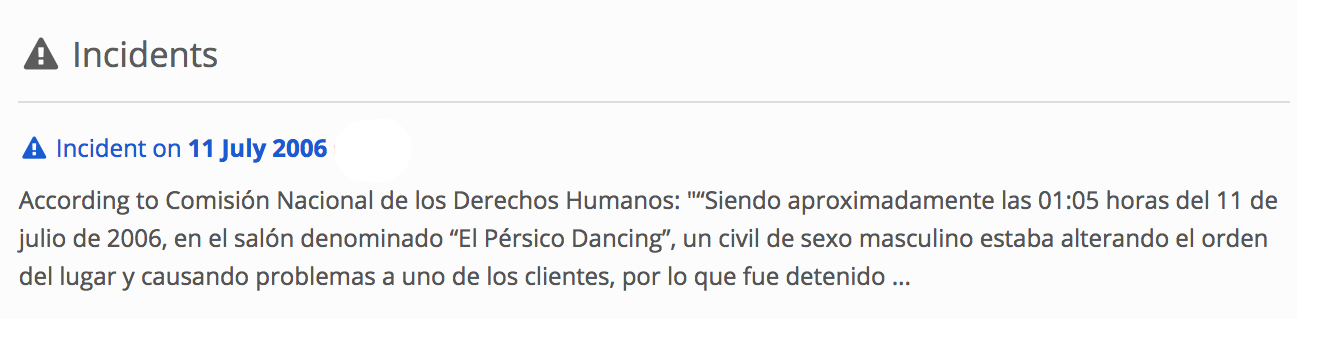 Incidents
Incident on 11 July 2006
According to Comisión Nacional de los Derechos Humanos: "“Siendo aproximadamente las 01:05 horas del 11 de
julio de 2006, en el salón denominado “El Pérsico Dancing”, un civil de sexo masculino estaba alterando el orden
del lugar y causando problemas a uno de los clientes, por lo que fue detenido ...